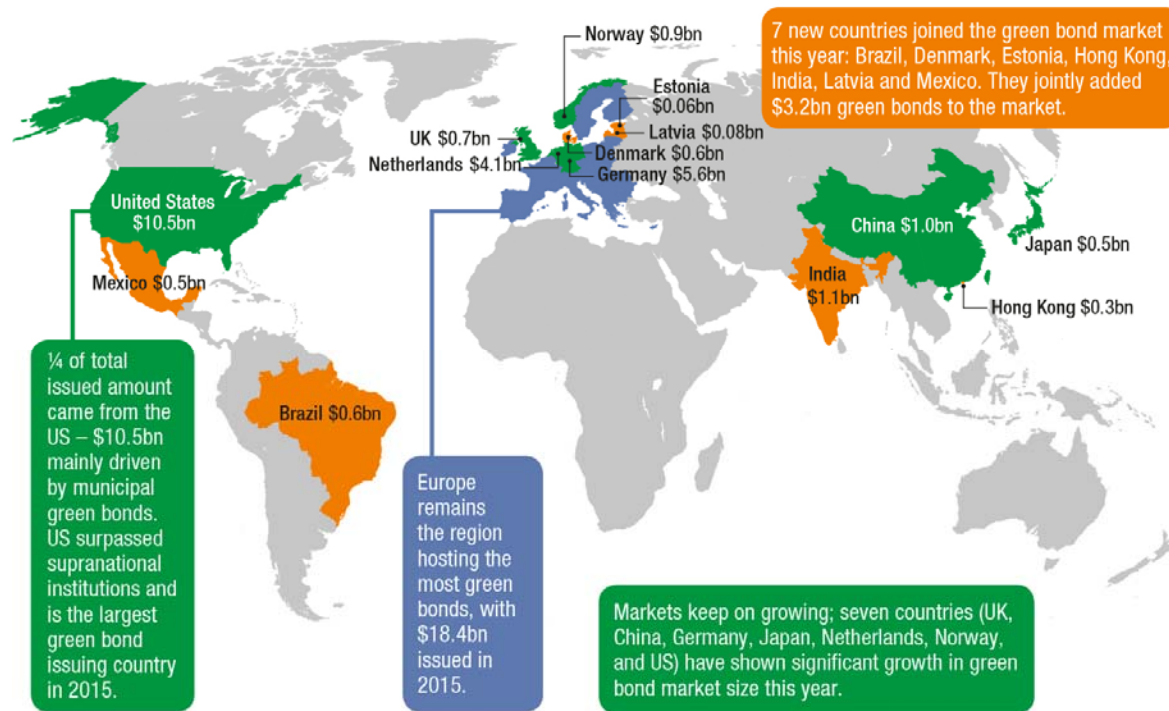 7 new countries joined the green bond market
this year: Brazil, Denmark, Estonia, Hong Kong,
India, Latvia and Mexico. They jointly added
$3.2bn green bonds to the market.
Norway $0.9bn
Estonia
$0.06bn
UK $0.7bn
Latvia $0.08bn
Netherlands $4.1bn
Denmark $0.6bn
Germany $5.6bn
United States
$10.5bn
China $1.0bn
Japan $0.5bn
Mexico $0.5bn
India
$1.1bn
Hong Kong $0.3bn
Brazil $0.6bn
¼ of total
issued amount
came from the
US – $10.5bn
mainly driven
by municipal
green bonds.
US surpassed
supranational
institutions and
is the largest
green bond
issuing country
in 2015.
Europe
remains
the region
hosting the
most green
bonds, with
$18.4bn
issued in
2015.
Markets keep on growing; seven countries (UK,
China, Germany, Japan, Netherlands, Norway,
and US) have shown significant growth in green
bond market size this year.